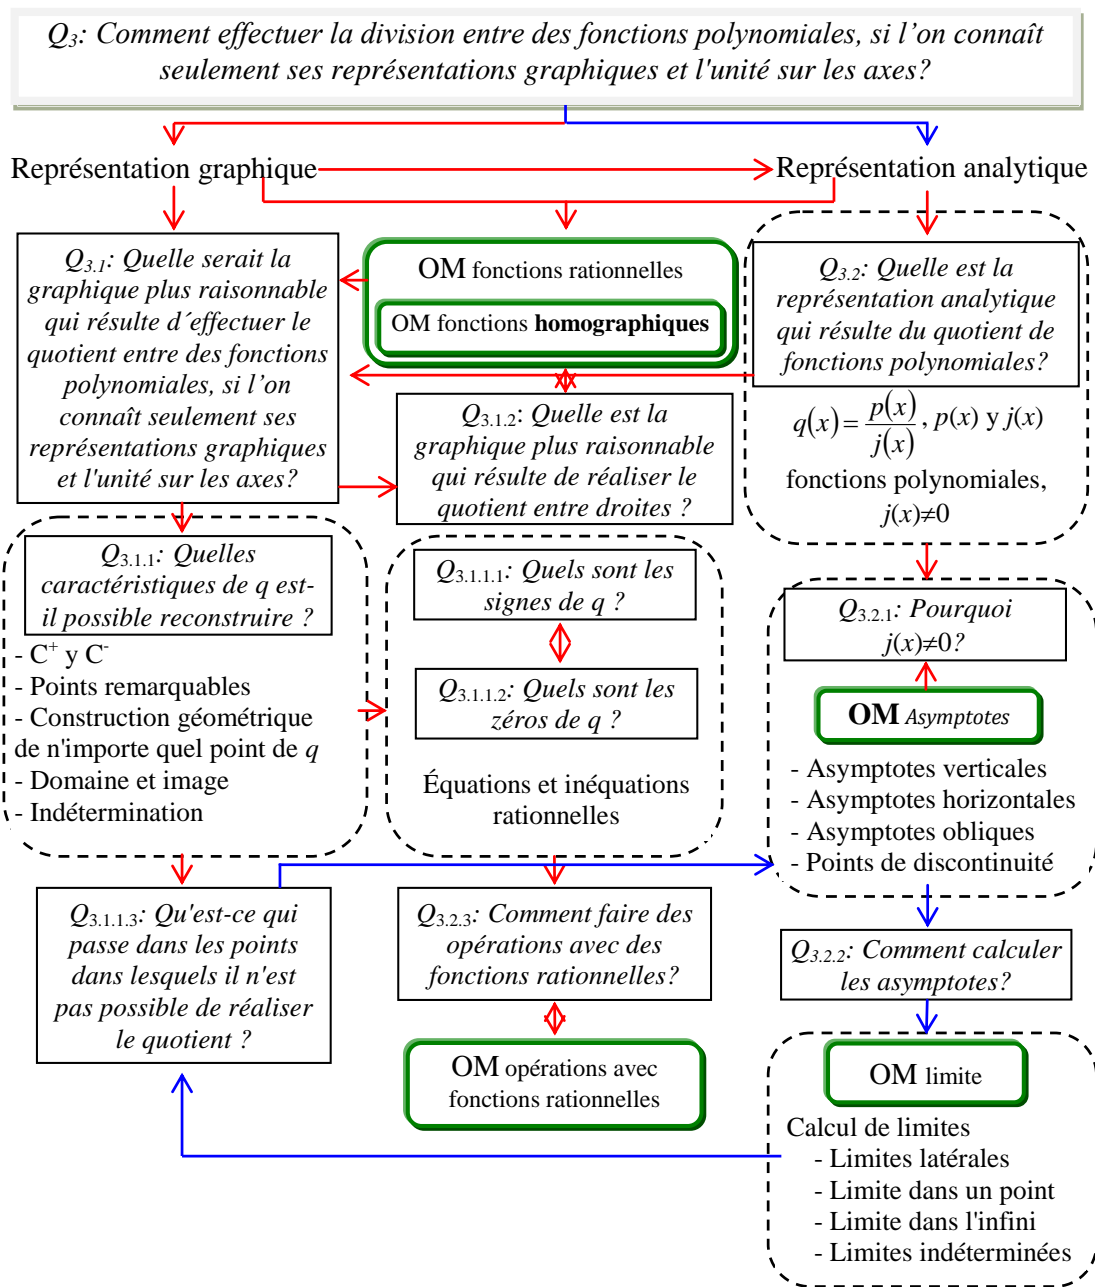 Q3: Comment effectuer la division entre des fonctions polynomiales, si l'on connaît
seulement ses représentations graphiques et l'unité sur les axes?
Représentation graphique
Représentation analytique
Q3.1: Quelle serait la
graphique plus raisonnable
qui résulte d´effectuer le
quotient entre des fonctions
polynomiales, si l'on
connaît seulement ses
représentations graphiques
et l'unité sur les axes?
OM fonctions rationnelles
OM fonctions homographiques
Q3.2: Quelle est la
représentation analytique
qui résulte du quotient de
fonctions polynomiales?
q(x) = p(x)/j(x), p(x) y j(x)
fonctions polynomiales,
j(x)≠0
Q3.1.2: Quelle est la
graphique plus raisonnable
qui résulte de réaliser le
quotient entre droites ?
Q3.1.1: Quelles
caractéristiques de q est-
il possible reconstruire ?
- C+ y C-
- Points remarquables
- Construction géométrique
de n'importe quel point de q
- Domaine et image
- Indétermination
Q3.1.1.1: Quels sont les
signes de q ?
Q3.1.1.2: Quels sont les
zéros de q ?
Équations et inéquations
rationnelles
Q3.2.1: Pourquoi
j(x)≠0?
OM Asymptotes
- Asymptotes verticales
- Asymptotes horizontales
- Asymptotes obliques
- Points de discontinuité
Q3.1.1.3: Qu'est-ce qui
passe dans les points
dans lesquels il n'est
pas possible de réaliser
le quotient ?
Q3.2.3: Comment faire des
opérations avec des
fonctions rationnelles?
OM opérations avec
fonctions rationnelles
Q3.2.2: Comment calculer
les asymptotes?
OM limite
Calcul de limites
- Limites latérales
- Limite dans un point
- Limite dans l'infini
- Limites indéterminées